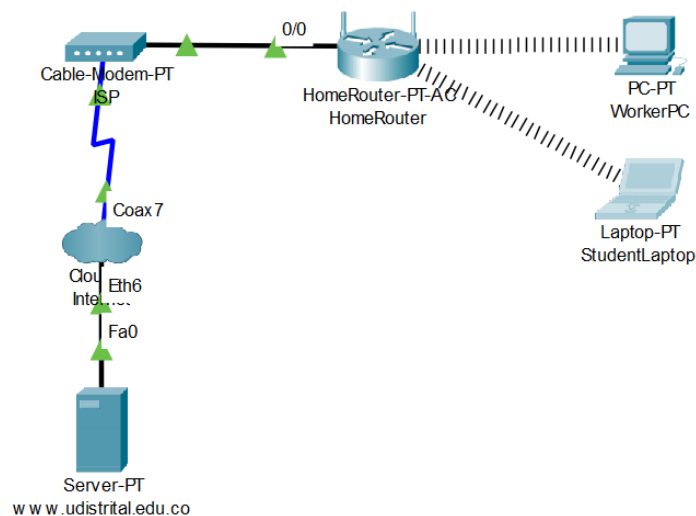 0/0
Cable-Modem-PT
ISP
HomeRouter-PT-AC
HomeRouter
PC-PT
WorkerPC
Coax7
Laptop-PT
StudentLaptop
Eth6
Fa0
Server-PT
www.udistrital.edu.co